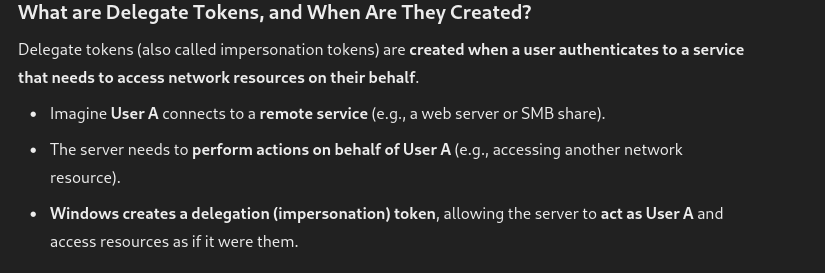 What are Delegate Tokens, and When Are They Created?
Delegate tokens (also called impersonation tokens) are created when a user authenticates to a service
that needs to access network resources on their behalf.
• Imagine User A connects to a remote service (e.g., a web server or SMB share).
• The server needs to perform actions on behalf of User A (e.g., accessing another network
resource).
• Windows creates a delegation (impersonation) token, allowing the server to act as User A and
access resources as if it were them.